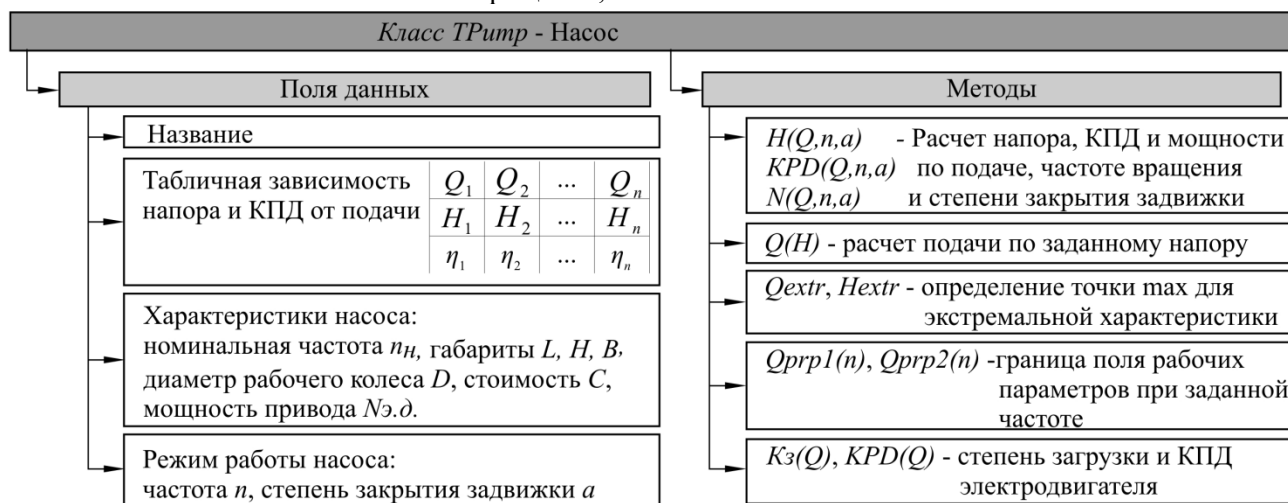 Класс TPump - Насос
Поля данных
Название
Табличная зависимость
напора и КПД от подачи
Q₁ Q₂ ... Qₙ
H₁ H₂ ... Hₙ
η₁ η₂ ... ηₙ
Характеристики насоса:
номинальная частота nН, габариты L, H, B,
диаметр рабочего колеса D, стоимость C,
мощность привода Nэ.д.
Режим работы насоса:
частота n, степень закрытия задвижки a
Методы
H(Q,n,a) - Расчет напора, КПД и мощности
KPD(Q,n,a) по подаче, частоте вращения
N(Q,n,a) и степени закрытия задвижки
Q(H) - расчет подачи по заданному напору
Qextr, Hextr - определение точки max для
экстремальной характеристики
Qprp1(n), Qprp2(n) -граница поля рабочих
параметров при заданной
частоте
Kз(Q), KPD(Q) - степень загрузки и КПД
электродвигателя